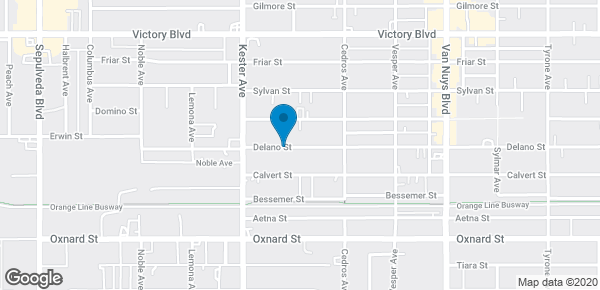 Gilmore St
Gilmore St
Victory Blvd
Victory Blvd
Friar St
Friar St
Friar St
Sylvan St
Sylvan St
Domino St
Erwin St
Delano St
Delano St
Noble Ave
Calvert St
Calvert St
Bessemer St
Bessemer St
Orange Line Busway
Orange Line Busway
Aetna St
Aetna St
Oxnard St
Oxnard St
Oxnard St
Tiara St
Peach Ave
Sepulveda Blvd
Halbrent Ave
Columbus Ave
Noble Ave
Lemona Ave
Kester Ave
Cedros Ave
Vesper Ave
Van Nuys Blvd
Tyrone Ave
Sylmar Ave
Noble Ave
Lemona A
Cedros Ave
Vesper Ave
Tyrone
Google
Map data ©2020